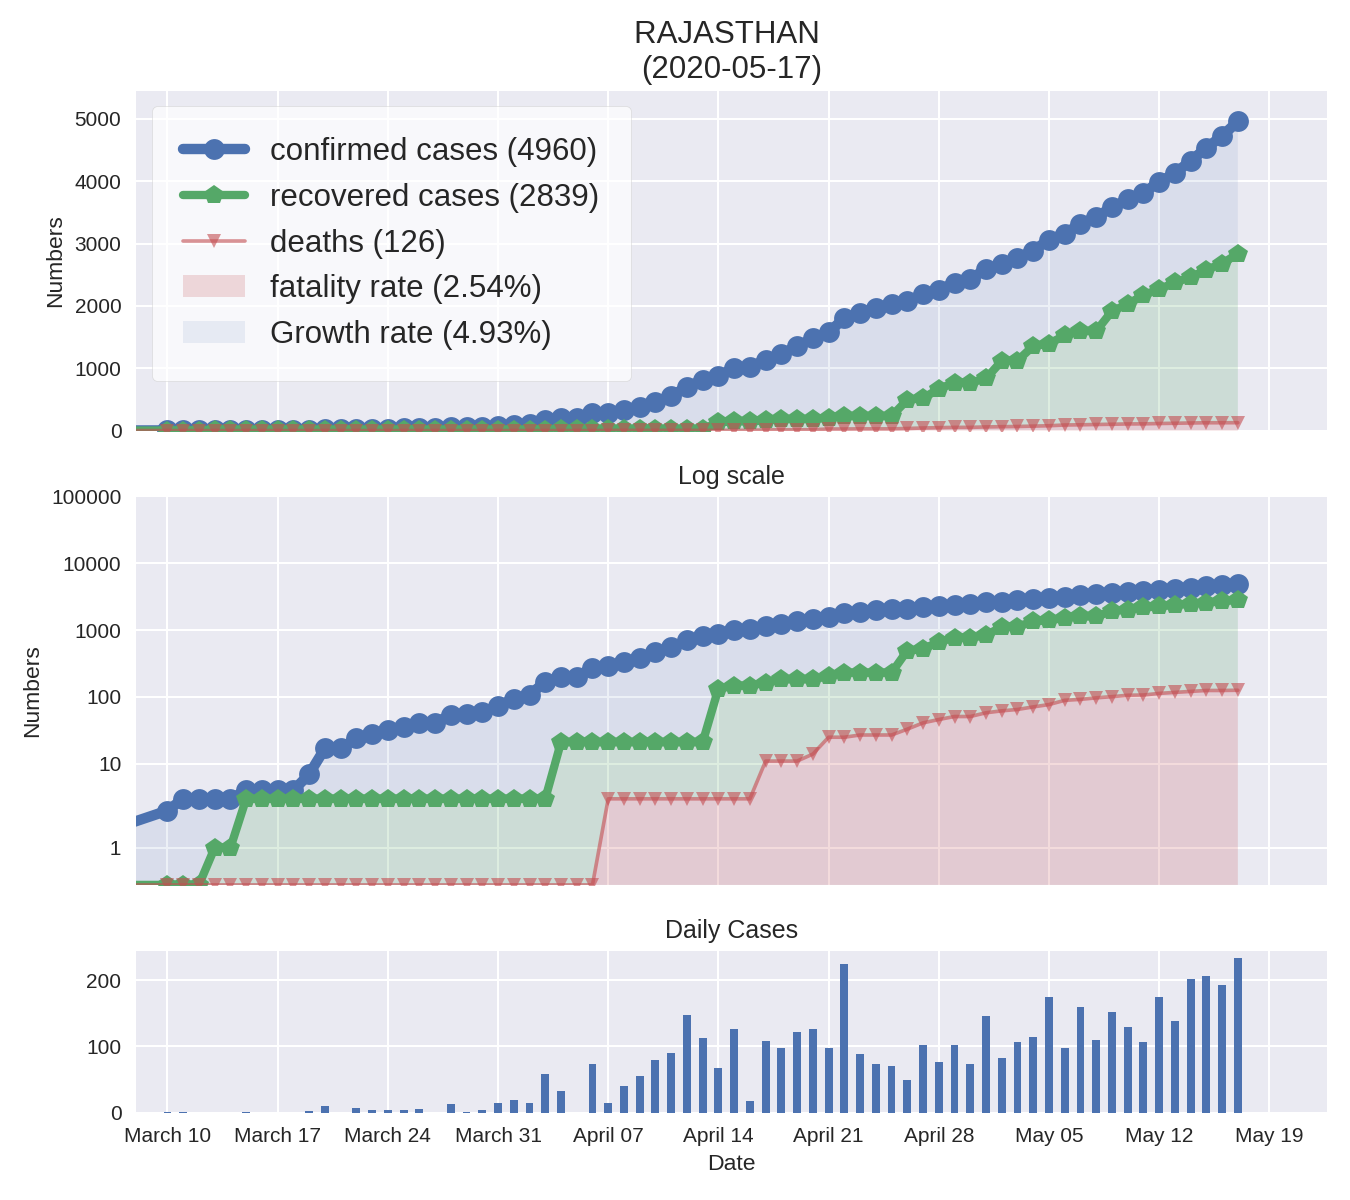 RAJASTHAN
(2020-05-17)
5000
4000
3000
2000
1000
0
Numbers
confirmed cases (4960)
recovered cases (2839)
deaths (126)
fatality rate (2.54%)
Growth rate (4.93%)
Log scale
100000
10000
1000
100
10
1
Numbers
Daily Cases
200
100
0
March 10 March 17 March 24 March 31 April 07 April 14 April 21 April 28 May 05 May 12 May 19
Date